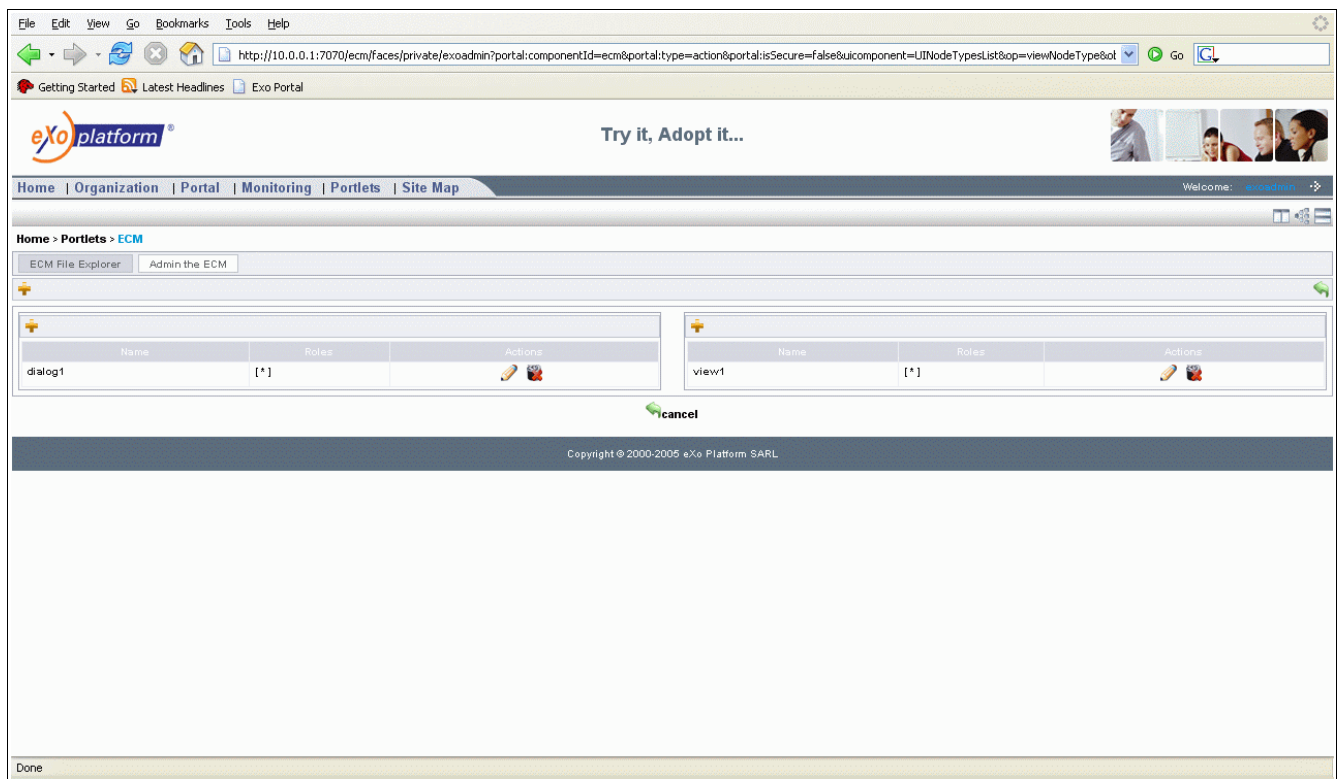 File Edit View Go Bookmarks Tools Help
http://10.0.0.1:7070/ecm/faces/private/exoadmin?portal:componentId=ecm&portal:type=action&portal:isSecure=false&uicomponent=UINodeTypesList&op=viewNodeType&ot Go G
Getting Started Latest Headlines Exo Portal
eXo platform ® Try it, Adopt it...
Home | Organization | Portal | Monitoring | Portlets | Site Map Welcome: exoadmin
Home > Portlets > ECM
ECM File Explorer Admin the ECM
Name Roles Actions Name Roles Actions
dialog1 [*] view1 [*]
cancel
Copyright © 2000-2005 eXo Platform SARL
Done